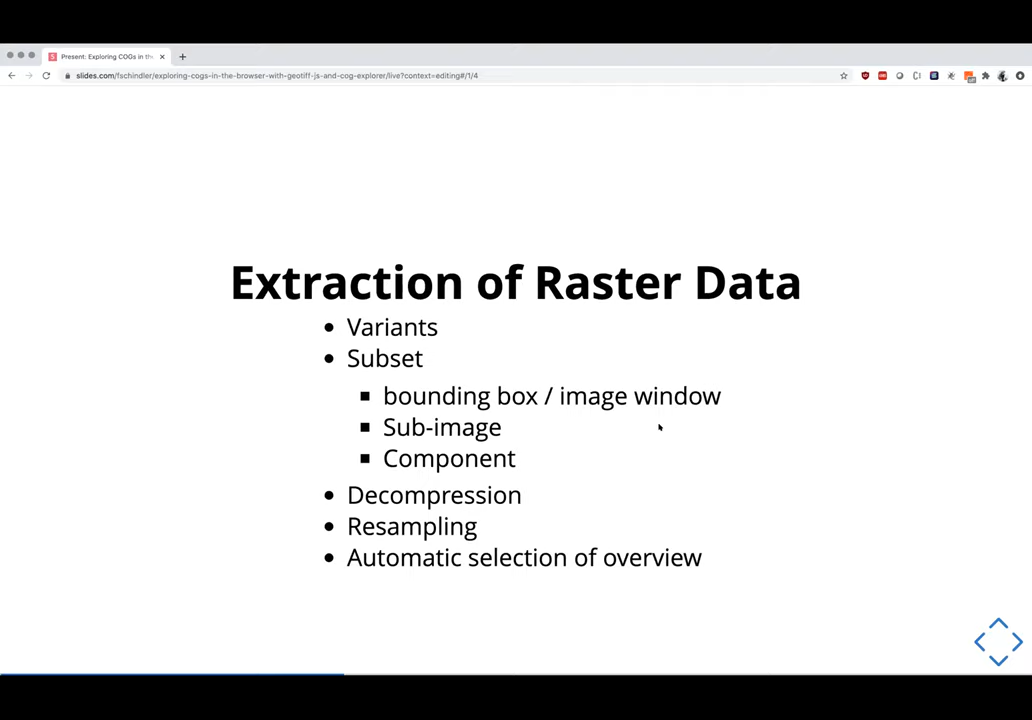 Present: Exploring COGs in the
slides.com/fschindler/exploring-cogs-in-the-browser-with-geotiff-js-and-cog-explorer/live?context=editing#/1/4
Extraction of Raster Data
Variants
Subset
bounding box / image window
Sub-image
Component
Decompression
Resampling
Automatic selection of overview